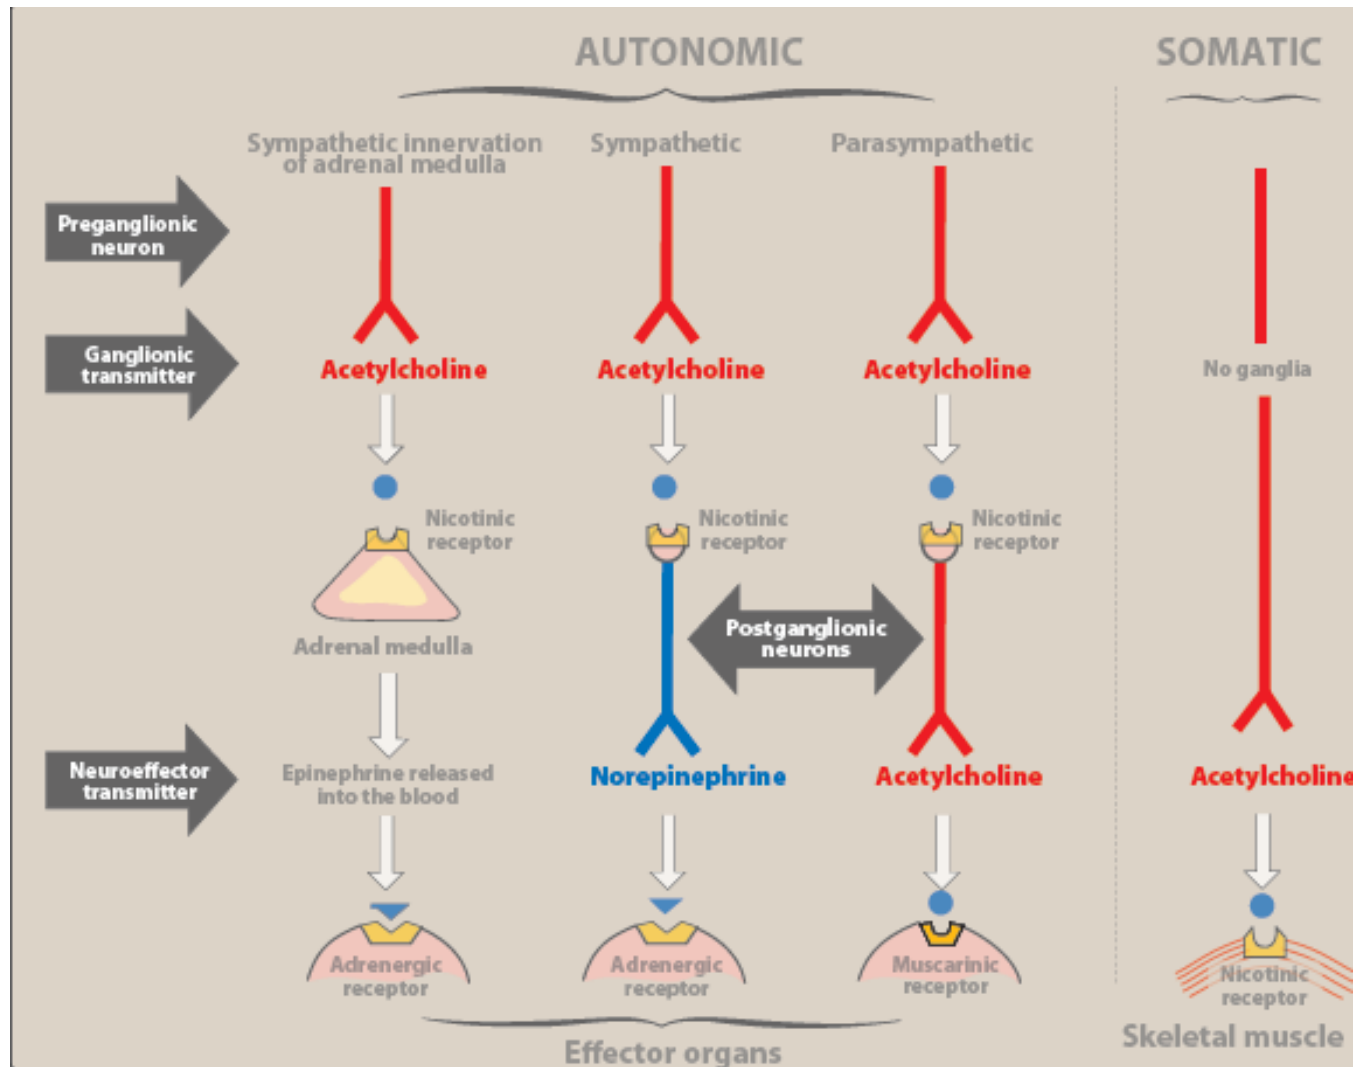 AUTONOMIC
SOMATIC
Sympathetic innervation
of adrenal medulla
Sympathetic
Parasympathetic
Preganglionic
neuron
Ganglionic
transmitter
Acetylcholine
Acetylcholine
Acetylcholine
No ganglia
Nicotinic
receptor
Nicotinic
receptor
Nicotinic
receptor
Adrenal medulla
Postganglionic
neurons
Neuroeffector
transmitter
Epinephrine released
into the blood
Norepinephrine
Acetylcholine
Acetylcholine
Adrenergic
receptor
Adrenergic
receptor
Muscarinic
receptor
Nicotinic
receptor
Effector organs
Skeletal muscle